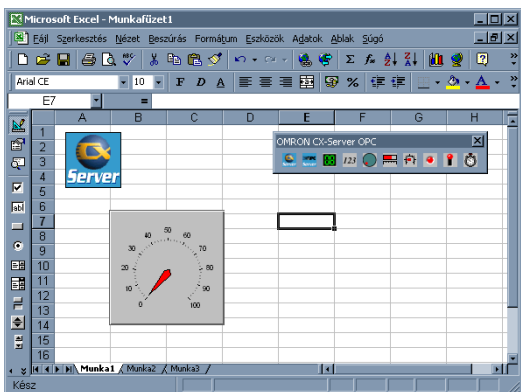 Microsoft Excel - Munkafüzet1
Fájl Szerkesztés Nézet Beszúrás Formátum Eszközök Adatok Ablak Súgó
Arial CE 10 F D A
E7 =
A B C D E F G H
1
2
3
4
5
6
7
8
9
10
11
12
13
14
15
16
CX
Server
OMRON CX-Server OPC
123
0 10 20 30 40 50 60 70 80 90 100
Munka1 Munka2 Munka3
Kész